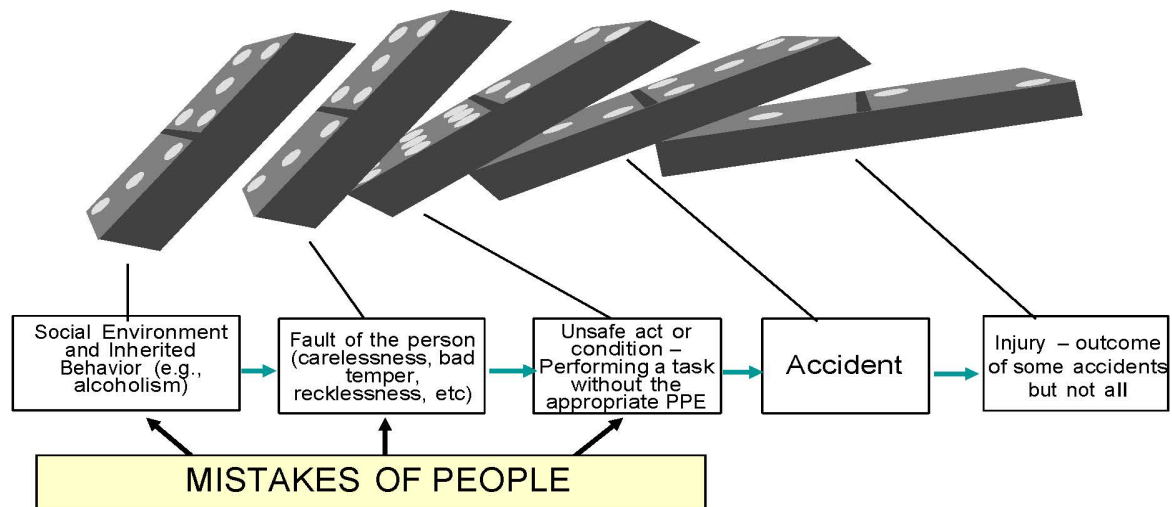 Social Environment
and Inherited
Behavior (e.g.,
alcoholism)
Fault of the person
(carelessness, bad
temper,
recklessness, etc)
Unsafe act or
condition –
Performing a task
without the
appropriate PPE
Accident
Injury – outcome
of some accidents
but not all
MISTAKES OF PEOPLE